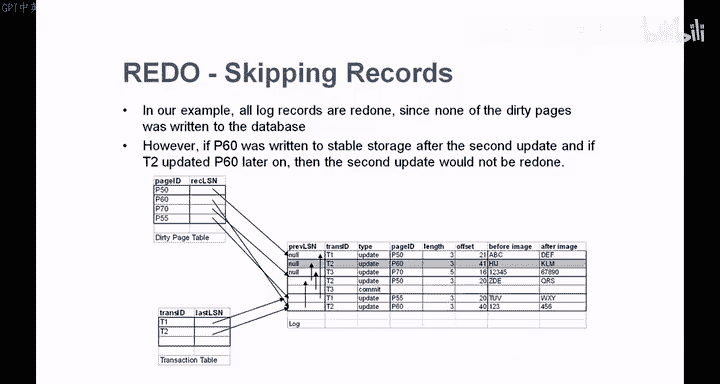 GPT中英
bilibili
REDO - Skipping Records
• In our example, all log records are redone, since none of the dirty pages
was written to the database
• However, if P60 was written to stable storage after the second update and if
T2 updated P60 later on, then the second update would not be redone.
pageID recLSN
P50
P60
P70
P55
Dirty Page Table
prevLSN transID type pageID length offset before image after image
null T1 update P50 3 21 ABC DEF
null T2 update P60 3 41 HIJ KLM
null T3 update P70 5 16 12345 67890
T2 update P50 3 20 ZDE QRS
T3 commit
T1 update P55 3 20 TUV WXY
T2 update P60 3 40 123 456
Log
transID lastLSN
T1
T2
Transaction Table